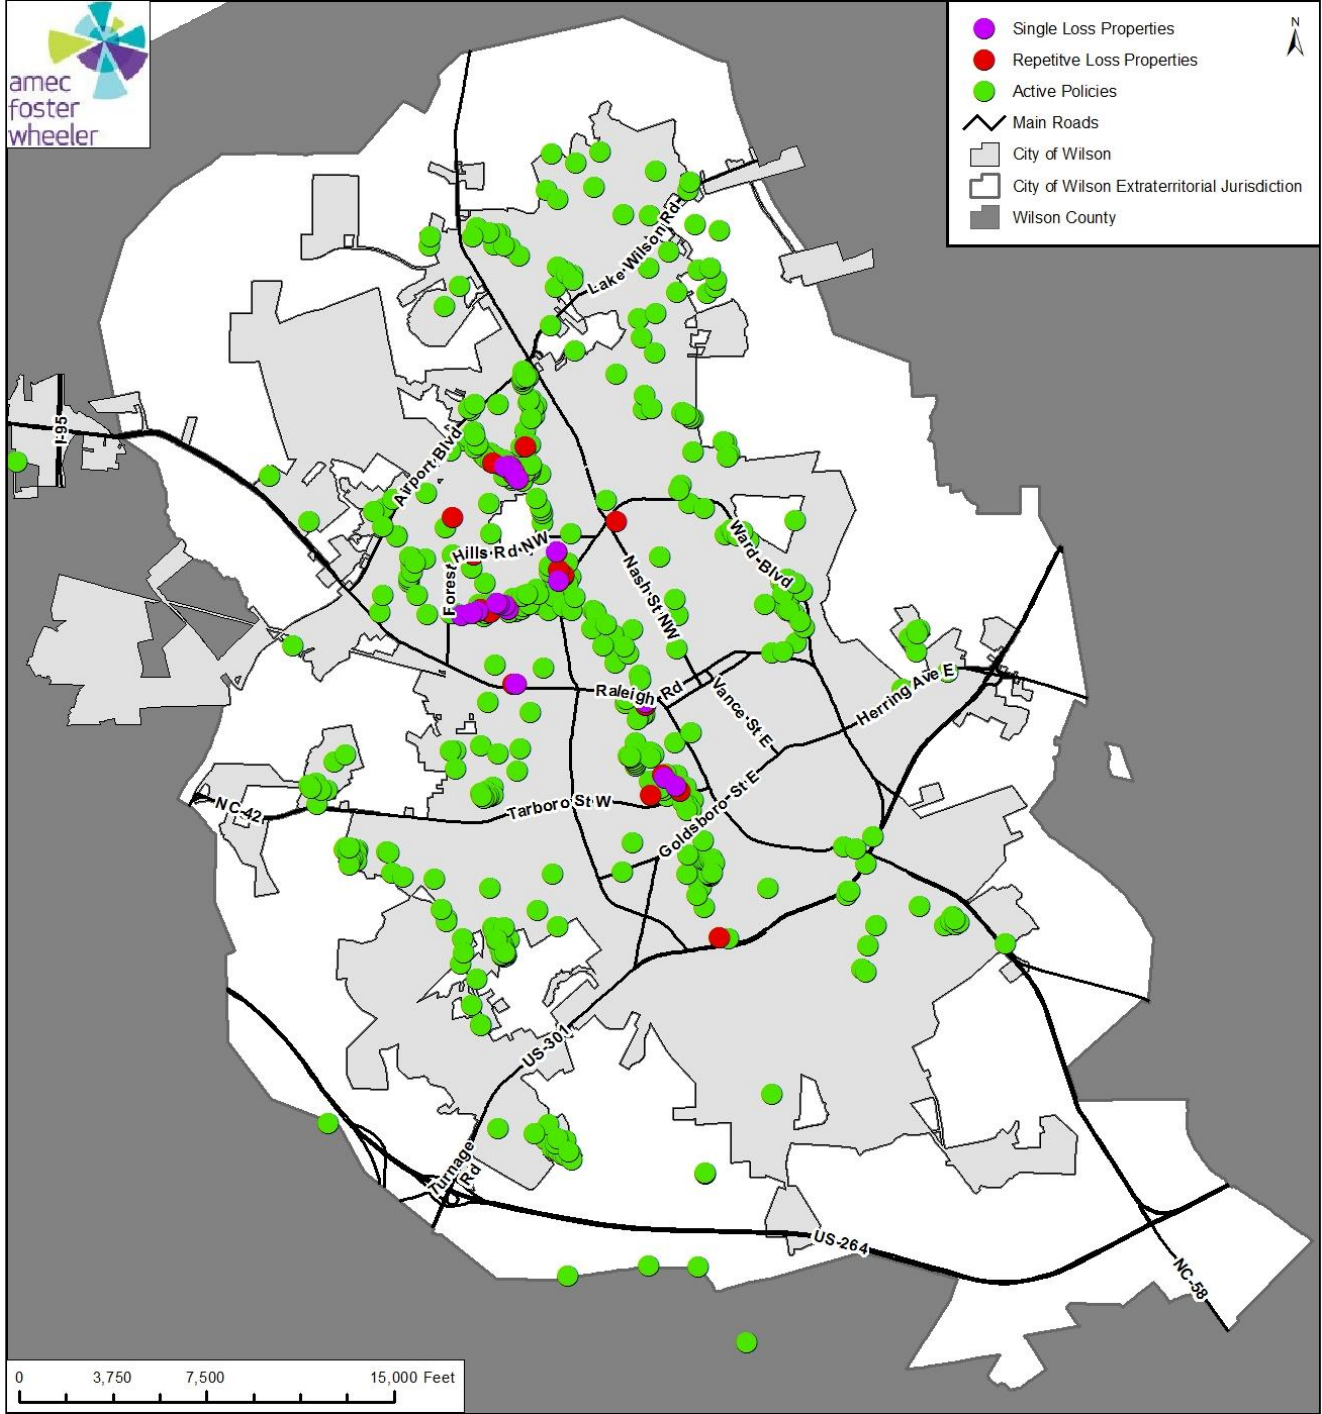 amec
foster
wheeler
Single Loss Properties
Repetitve Loss Properties
Active Policies
Main Roads
City of Wilson
City of Wilson Extraterritorial Jurisdiction
Wilson County
N
Lake Wilson Rd
I-95
Airport Blvd
Forest Hills Rd NW
Ward Blvd
Nash St NW
Raleigh Rd
Vance St E
Herring Ave E
NC-42
Tarboro St W
Goldsboro St E
US-301
Turnage Rd
US-264
NC-58
0 3,750 7,500 15,000 Feet